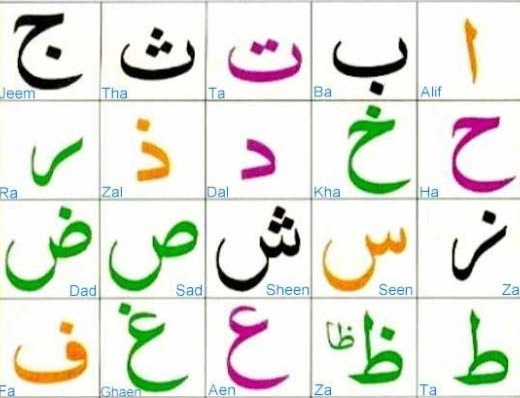 ا ب ت ث ج
Alif Ba Ta Tha Jeem
ح خ د ذ ر
Ha Kha Dal Zal Ra
ز س ش ص ض
Za Seen Sheen Sad Dad
ط ظ ظا ع غ ف
Ta Za Aen Ghaen Fa